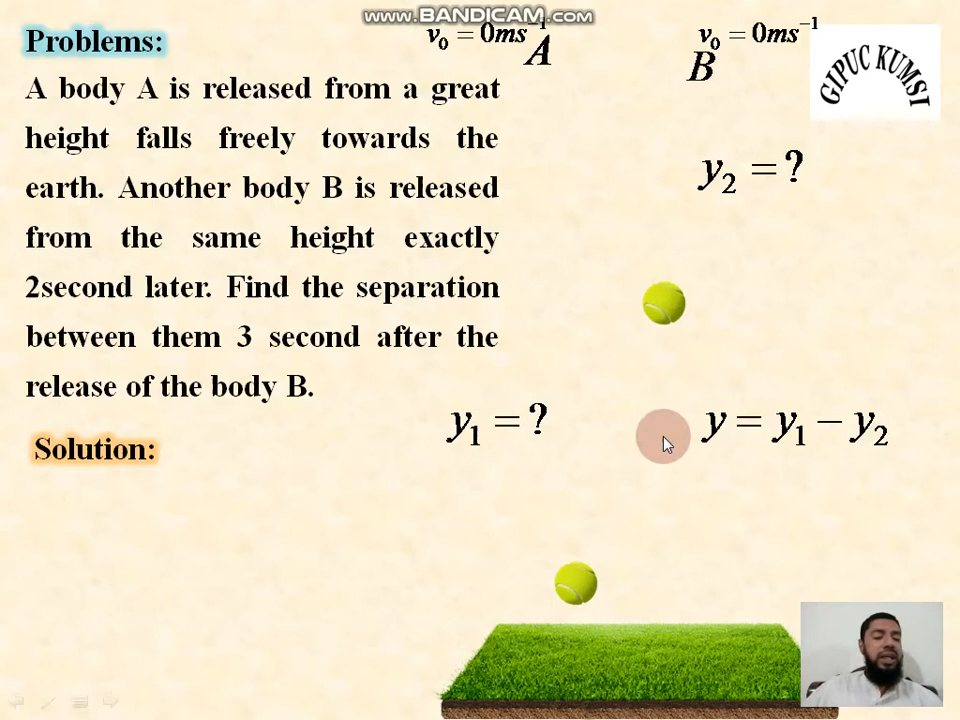 WWW.BANDICAM.COM
Problems:
v₀ = 0ms⁻¹
A
v₀ = 0ms⁻¹
B
GIPUC KUMSI
A body A is released from a great
height falls freely towards the
earth. Another body B is released
from the same height exactly
2second later. Find the separation
between them 3 second after the
release of the body B.
y₂ = ?
y₁ = ?
y = y₁ − y₂
Solution: